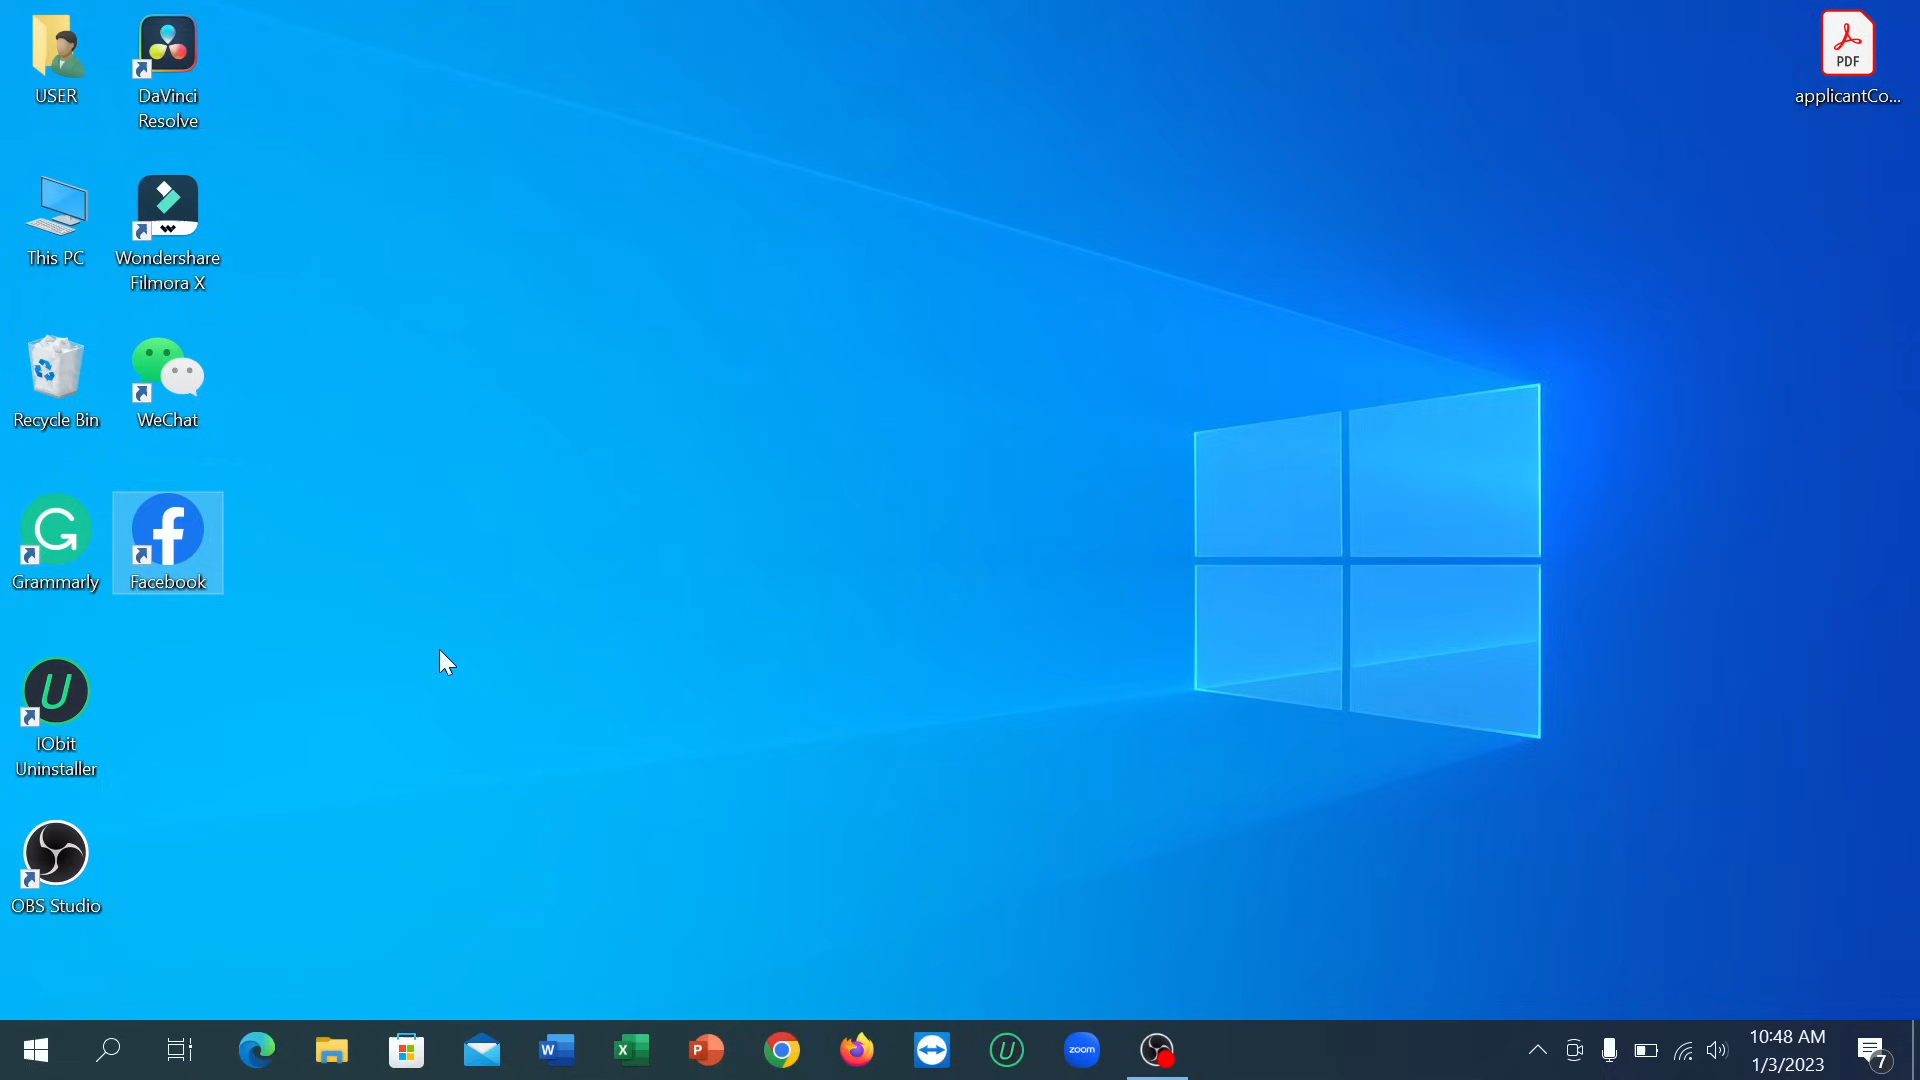 USER
DaVinci
Resolve
This PC
Wondershare
Filmora X
Recycle Bin
WeChat
Grammarly
Facebook
IObit
Uninstaller
OBS Studio
PDF
applicantCo...
zoom
10:48 AM
1/3/2023
7